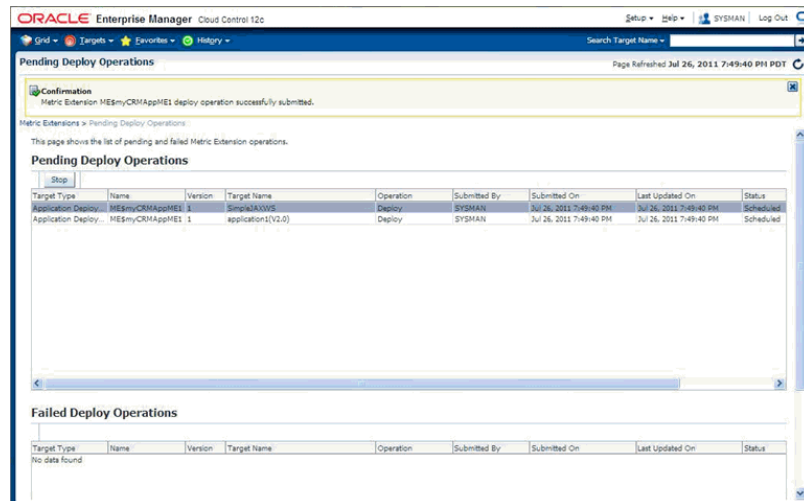 ORACLE Enterprise Manager Cloud Control 12c
Setup Help SYSMAN Log Out
Grid Targets Favorites History Search Target Name
Pending Deploy Operations Page Refreshed Jul 26, 2011 7:49:40 PM PDT
Confirmation
Metric Extension ME$myCRMAppME1 deploy operation successfully submitted.
Metric Extensions > Pending Deploy Operations
This page shows the list of pending and failed Metric Extension operations.
Pending Deploy Operations
Stop
Target Type Name Version Target Name Operation Submitted By Submitted On Last Updated On Status
Application Deploy... ME$myCRMAppME1 1 SimpleJAXWS Deploy SYSMAN Jul 26, 2011 7:49:40 PM Jul 26, 2011 7:49:40 PM Scheduled
Application Deploy... ME$myCRMAppME1 1 application1(V2.0) Deploy SYSMAN Jul 26, 2011 7:49:40 PM Jul 26, 2011 7:49:40 PM Scheduled
Failed Deploy Operations
Target Type Name Version Target Name Operation Submitted By Submitted On Last Updated On Status
No data found